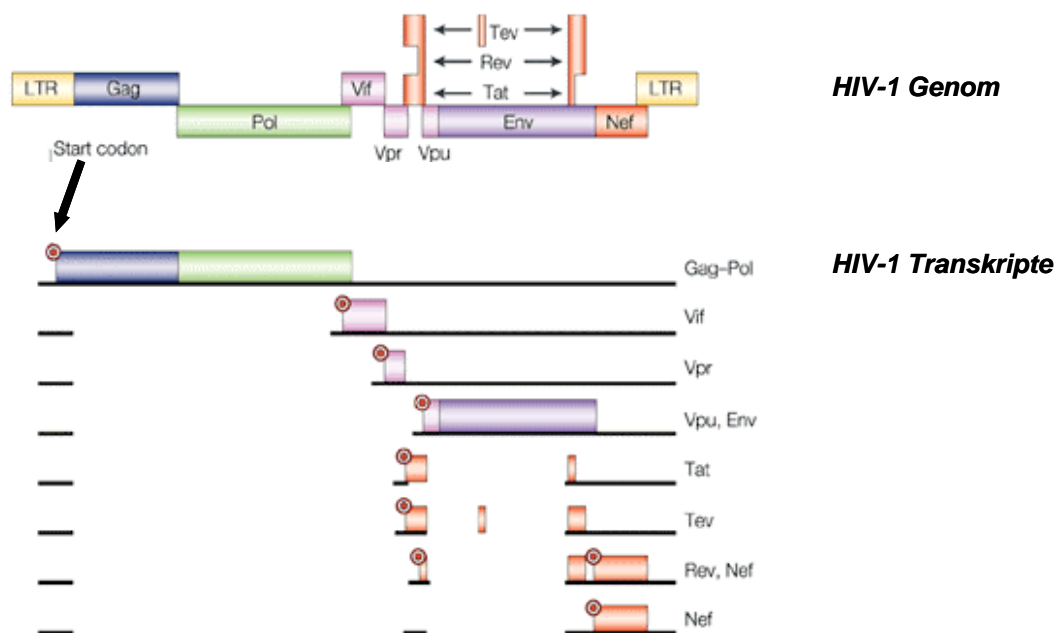 Tev
Rev
Tat
LTR Gag Vif LTR
Pol Env Nef
Vpr Vpu
HIV-1 Genom
Start codon
Gag–Pol
HIV-1 Transkripte
Vif
Vpr
Vpu, Env
Tat
Tev
Rev, Nef
Nef